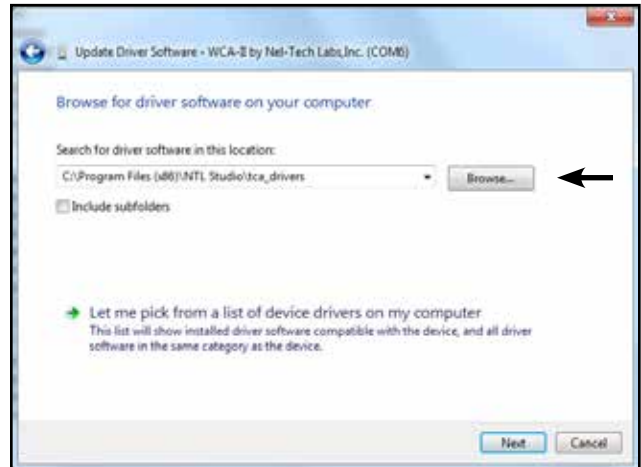 Update Driver Software - WCA-II by Nel-Tech Labs,Inc. (COM6)
Browse for driver software on your computer
Search for driver software in this location:
C:\Program Files (x86)\NTL Studio\tca_drivers
Browse...
Include subfolders
Let me pick from a list of device drivers on my computer
This list will show installed driver software compatible with the device, and all driver
software in the same category as the device.
Next
Cancel